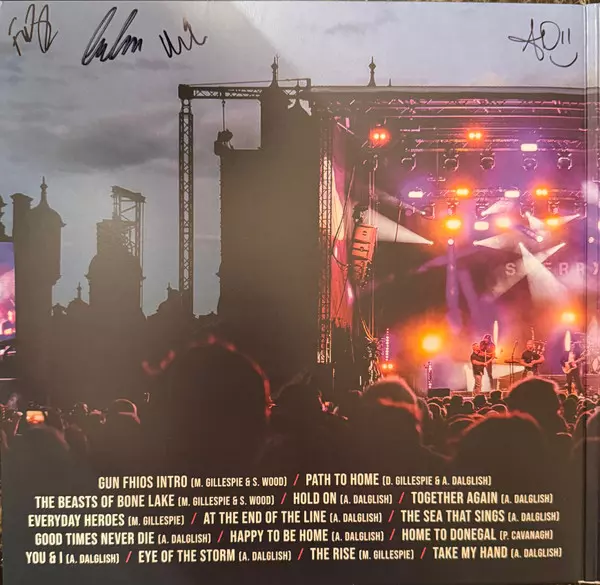 SKERRY
GUN FHIOS INTRO (M. GILLESPIE & S. WOOD) / PATH TO HOME (D. GILLESPIE & A. DALGLISH)
THE BEASTS OF BONE LAKE (M. GILLESPIE & S. WOOD) / HOLD ON (A. DALGLISH) / TOGETHER AGAIN (A. DALGLISH)
EVERYDAY HEROES (M. GILLESPIE) / AT THE END OF THE LINE (A. DALGLISH) / THE SEA THAT SINGS (A. DALGLISH)
GOOD TIMES NEVER DIE (A. DALGLISH) / HAPPY TO BE HOME (A. DALGLISH) / HOME TO DONEGAL (P. CAVANAGH)
YOU & I (A. DALGLISH) / EYE OF THE STORM (A. DALGLISH) / THE RISE (M. GILLESPIE) / TAKE MY HAND (A. DALGLISH)